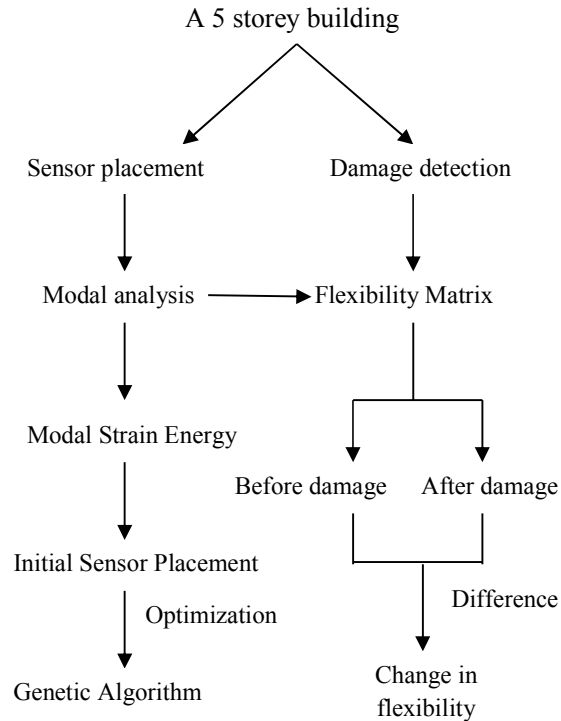 A 5 storey building
Sensor placement
Damage detection
Modal analysis
Flexibility Matrix
Modal Strain Energy
Before damage
After damage
Initial Sensor Placement
Optimization
Difference
Genetic Algorithm
Change in
flexibility